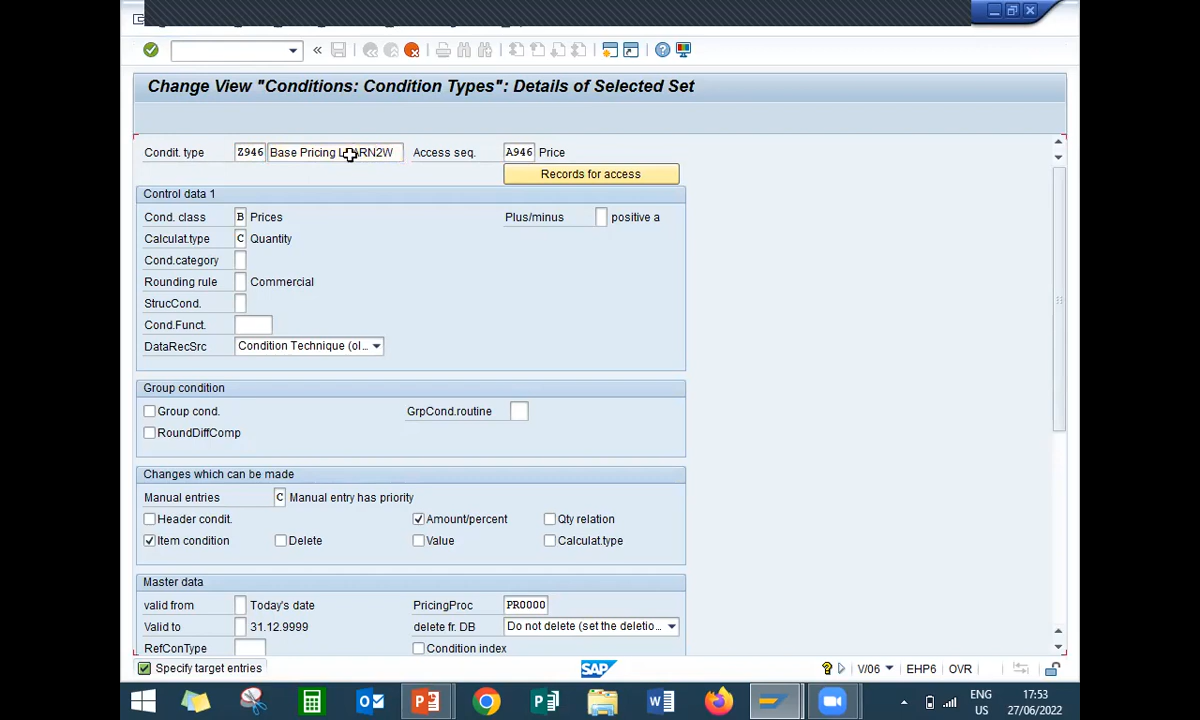 Change View "Conditions: Condition Types": Details of Selected Set
Condit. type Z946 Base Pricing Access seq. A946 Price
Records for access
Control data 1
Cond. class B Prices Plus/minus positive a
Calculat.type C Quantity
Cond.category
Rounding rule Commercial
StrucCond.
Cond.Funct.
DataRecSrc Condition Technique (ol...
Group condition
Group cond. GrpCond.routine
RoundDiffComp
Changes which can be made
Manual entries C Manual entry has priority
Header condit. Amount/percent Qty relation
Item condition Delete Value Calculat.type
Master data
valid from Today's date PricingProc PR0000
Valid to 31.12.9999 delete fr. DB Do not delete (set the deletio...
RefConType Condition index
Specify target entries SAP V/06 EHP6 OVR
ENG 17:53
US 27/06/2022